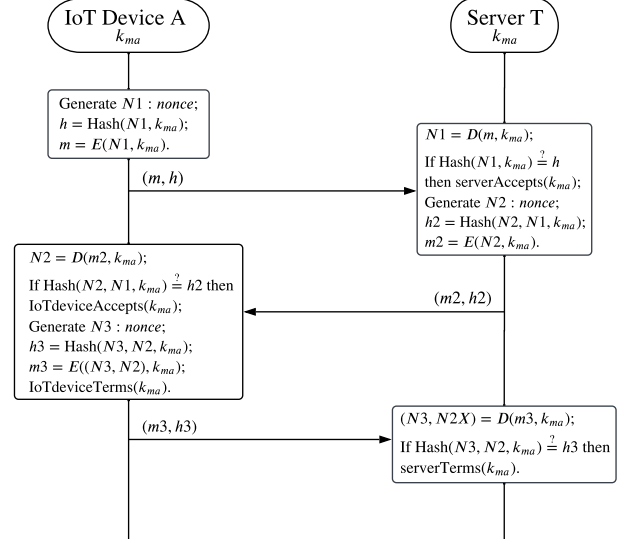 IoT Device A
k_ma
Server T
k_ma
Generate N1 : nonce;
h = Hash(N1, k_ma);
m = E(N1, k_ma).
N1 = D(m, k_ma);
If Hash(N1, k_ma) ≟ h
then serverAccepts(k_ma);
Generate N2 : nonce;
h2 = Hash(N2, N1, k_ma);
m2 = E(N2, k_ma).
(m, h)
N2 = D(m2, k_ma);
If Hash(N2, N1, k_ma) ≟ h2 then
IoTdeviceAccepts(k_ma);
Generate N3 : nonce;
h3 = Hash(N3, N2, k_ma);
m3 = E((N3, N2), k_ma);
IoTdeviceTerms(k_ma).
(m2, h2)
(m3, h3)
(N3, N2X) = D(m3, k_ma);
If Hash(N3, N2, k_ma) ≟ h3 then
serverTerms(k_ma).